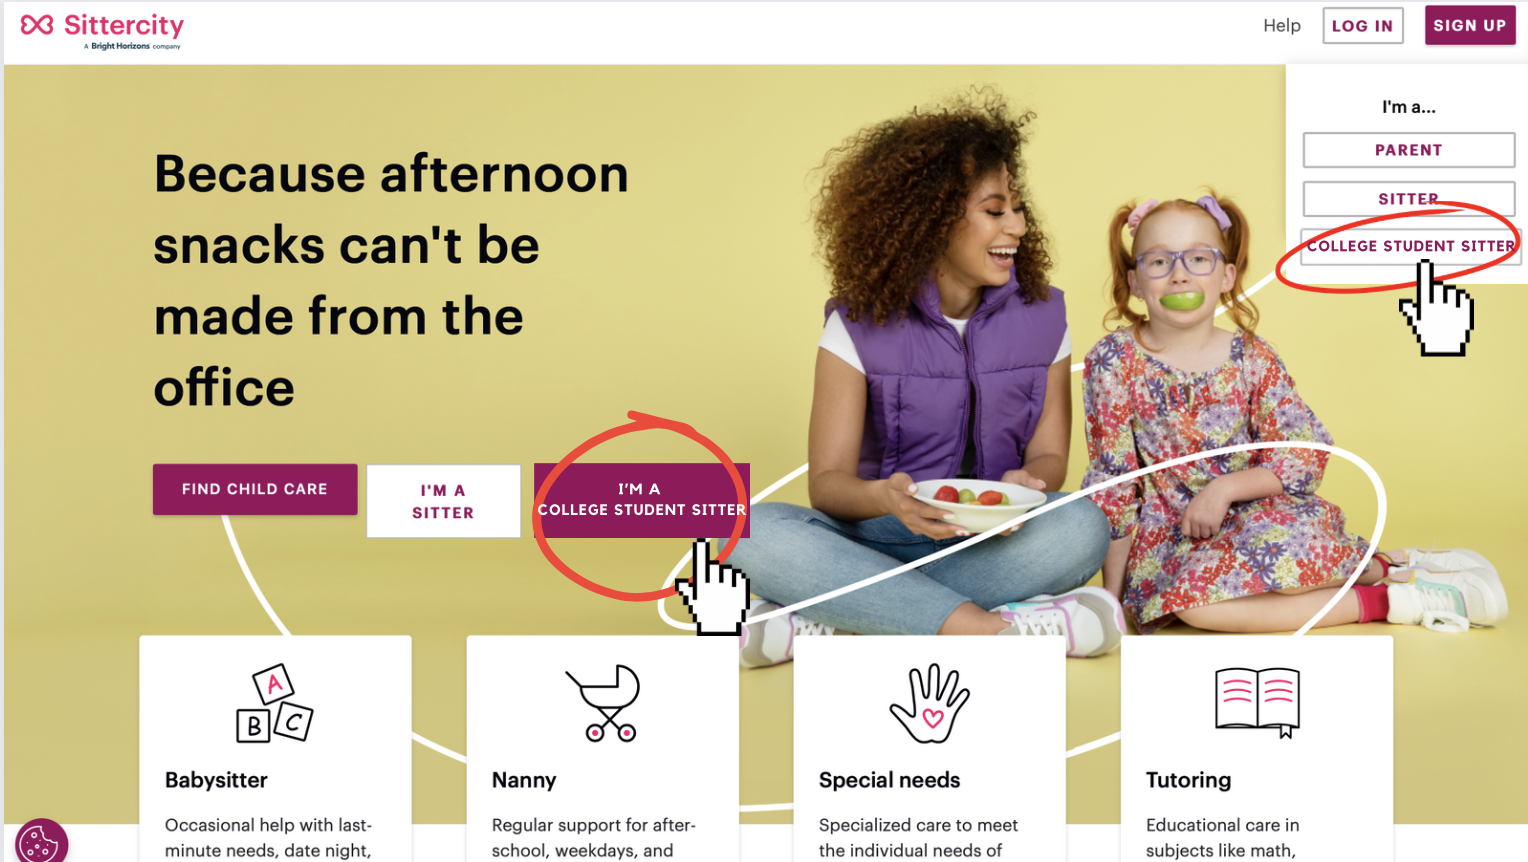 Sittercity
A Bright Horizons company
Help
LOG IN
SIGN UP
I'm a...
PARENT
SITTER
COLLEGE STUDENT SITTER
Because afternoon
snacks can't be
made from the
office
FIND CHILD CARE
I'M A
SITTER
I'M A
COLLEGE STUDENT SITTER
A
B
C
Babysitter
Occasional help with last-
minute needs, date night,
Nanny
Regular support for after-
school, weekdays, and
Special needs
Specialized care to meet
the individual needs of
Tutoring
Educational care in
subjects like math,